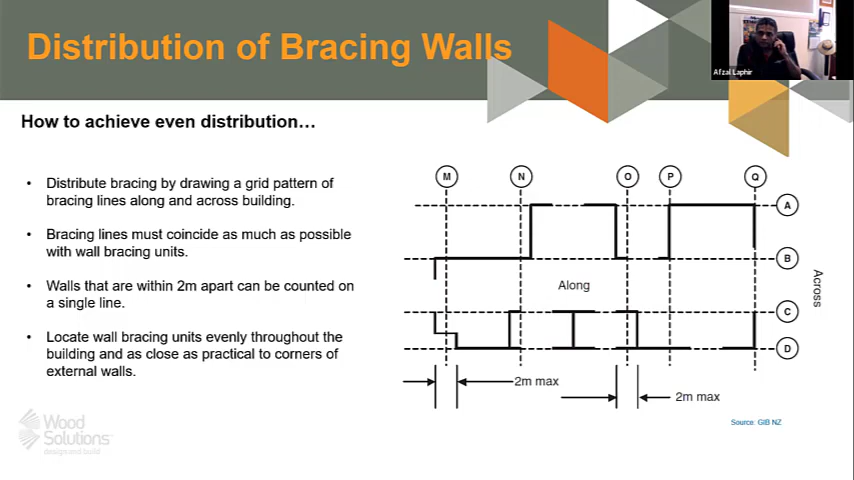 Distribution of Bracing Walls
Afzal Laphir
How to achieve even distribution…
• Distribute bracing by drawing a grid pattern of
bracing lines along and across building.
• Bracing lines must coincide as much as possible
with wall bracing units.
• Walls that are within 2m apart can be counted on
a single line.
• Locate wall bracing units evenly throughout the
building and as close as practical to corners of
external walls.
M N O P Q
A
B
Along
Across
C
D
2m max
2m max
Source: GIB NZ
Wood
Solutions
design and build